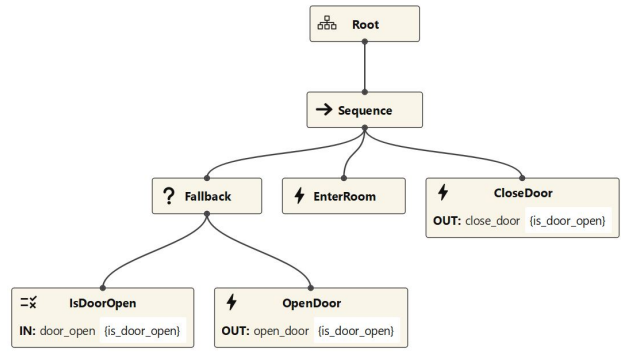 Root
Sequence
Fallback
EnterRoom
CloseDoor
OUT: close_door {is_door_open}
IsDoorOpen
IN: door_open {is_door_open}
OpenDoor
OUT: open_door {is_door_open}